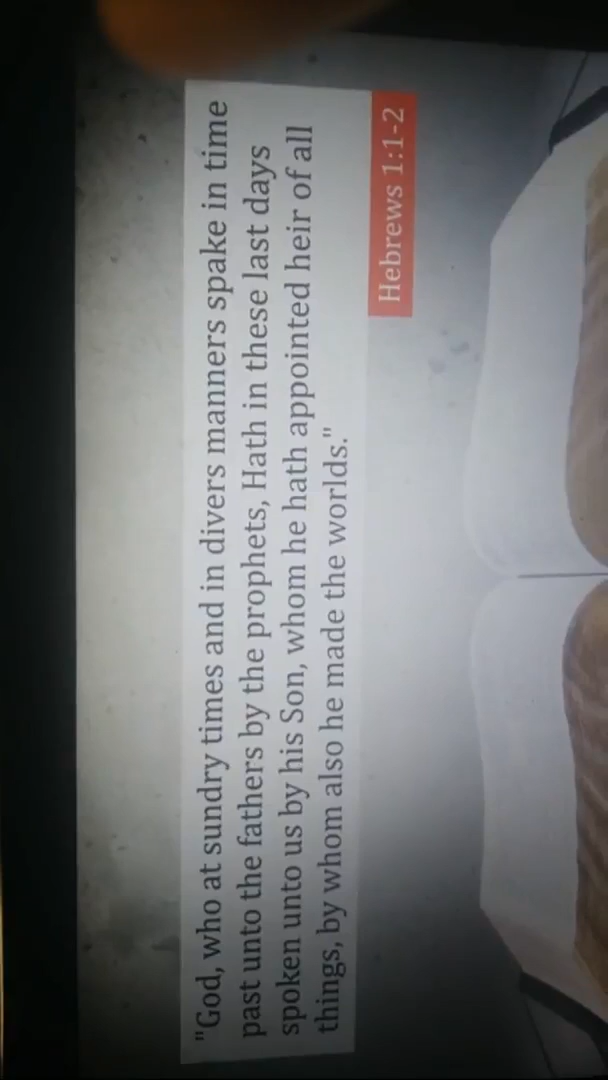 "God, who at sundry times and in divers manners spake in time
past unto the fathers by the prophets, Hath in these last days
spoken unto us by his Son, whom he hath appointed heir of all
things, by whom also he made the worlds."
Hebrews 1:1-2